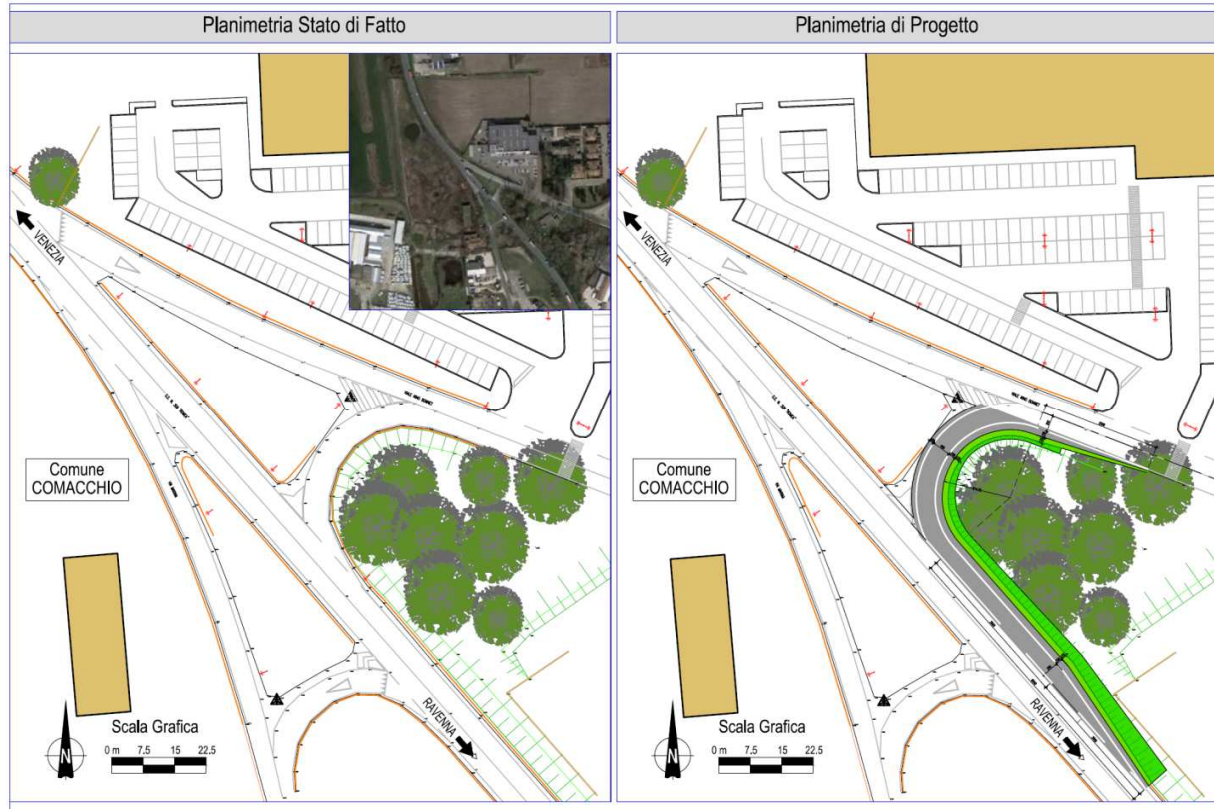 Planimetria Stato di Fatto
VENEZIA
Comune
COMACCHIO
RAVENNA
Scala Grafica
0 m 7.5 15 22.5
N
Planimetria di Progetto
VENEZIA
Comune
COMACCHIO
RAVENNA
Scala Grafica
0 m 7.5 15 22.5
N